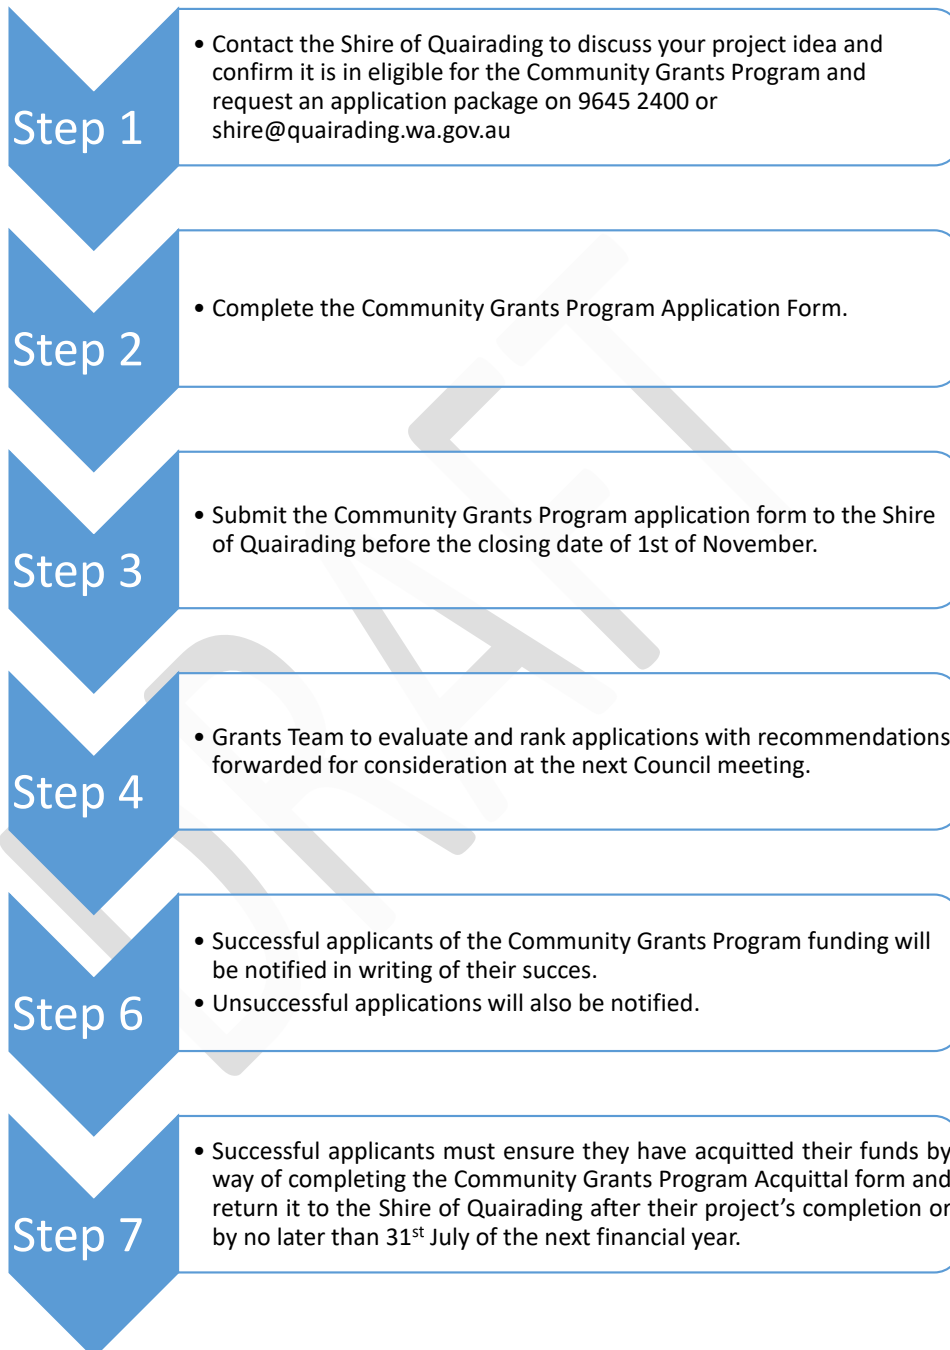 Step 1
• Contact the Shire of Quairading to discuss your project idea and
confirm it is in eligible for the Community Grants Program and
request an application package on 9645 2400 or
shire@quairading.wa.gov.au
Step 2
• Complete the Community Grants Program Application Form.
Step 3
• Submit the Community Grants Program application form to the Shire
of Quairading before the closing date of 1st of November.
Step 4
• Grants Team to evaluate and rank applications with recommendations
forwarded for consideration at the next Council meeting.
Step 6
• Successful applicants of the Community Grants Program funding will
be notified in writing of their succes.
• Unsuccessful applications will also be notified.
Step 7
• Successful applicants must ensure they have acquitted their funds by
way of completing the Community Grants Program Acquittal form and
return it to the Shire of Quairading after their project’s completion or
by no later than 31st July of the next financial year.
DRAFT